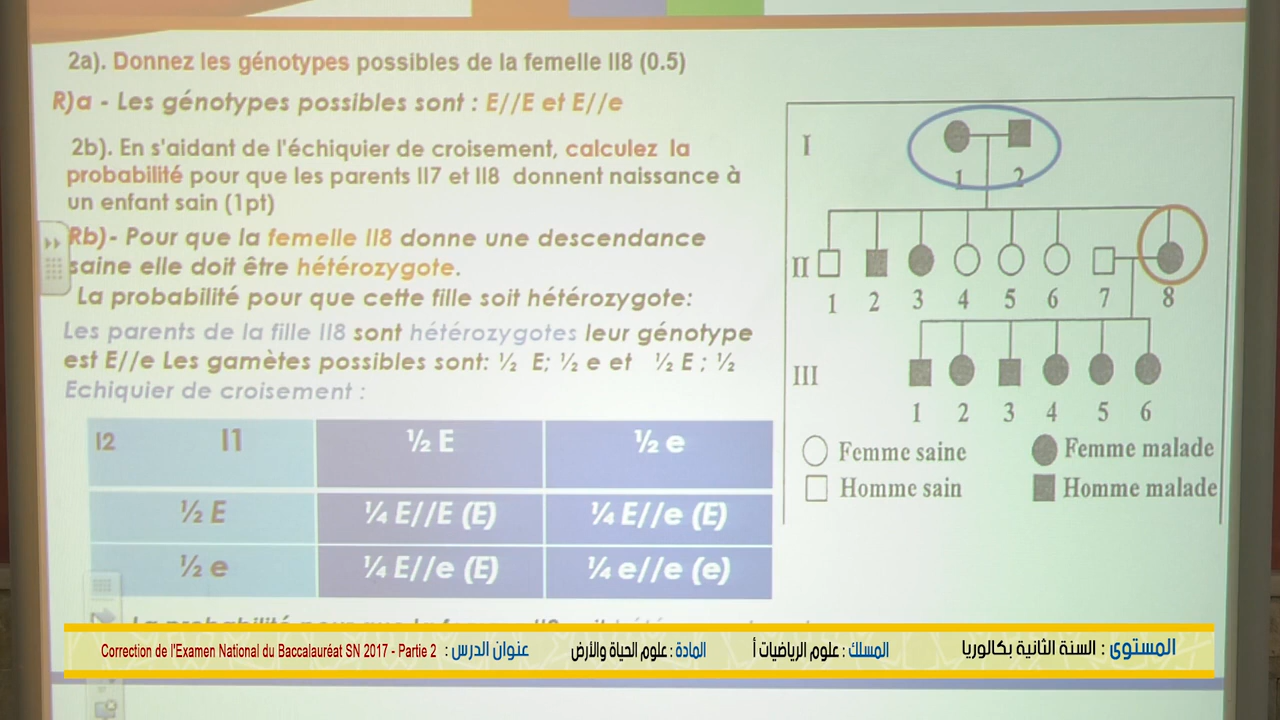 2a). Donnez les génotypes possibles de la femelle II8 (0.5)
R)a - Les génotypes possibles sont : E//E et E//e
2b). En s'aidant de l'échiquier de croisement, calculez la
probabilité pour que les parents II7 et II8 donnent naissance à
un enfant sain (1pt)
Rb)- Pour que la femelle II8 donne une descendance
saine elle doit être hétérozygote.
La probabilité pour que cette fille soit hétérozygote:
Les parents de la fille II8 sont hétérozygotes leur génotype
est E//e Les gamètes possibles sont: ½ E; ½ e et ½ E ; ½
Echiquier de croisement :
I2 I1 ½ E ½ e
½ E ¼ E//E (E) ¼ E//e (E)
½ e ¼ E//e (E) ¼ e//e (e)
I
1 2
II
1 2 3 4 5 6 7 8
III
1 2 3 4 5 6
Femme saine Femme malade
Homme sain Homme malade
المستوى : السنة الثانية بكالوريا
المسلك : علوم الرياضيات أ
المادة : علوم الحياة والأرض
عنوان الدرس : Correction de l'Examen National du Baccalauréat SN 2017 - Partie 2